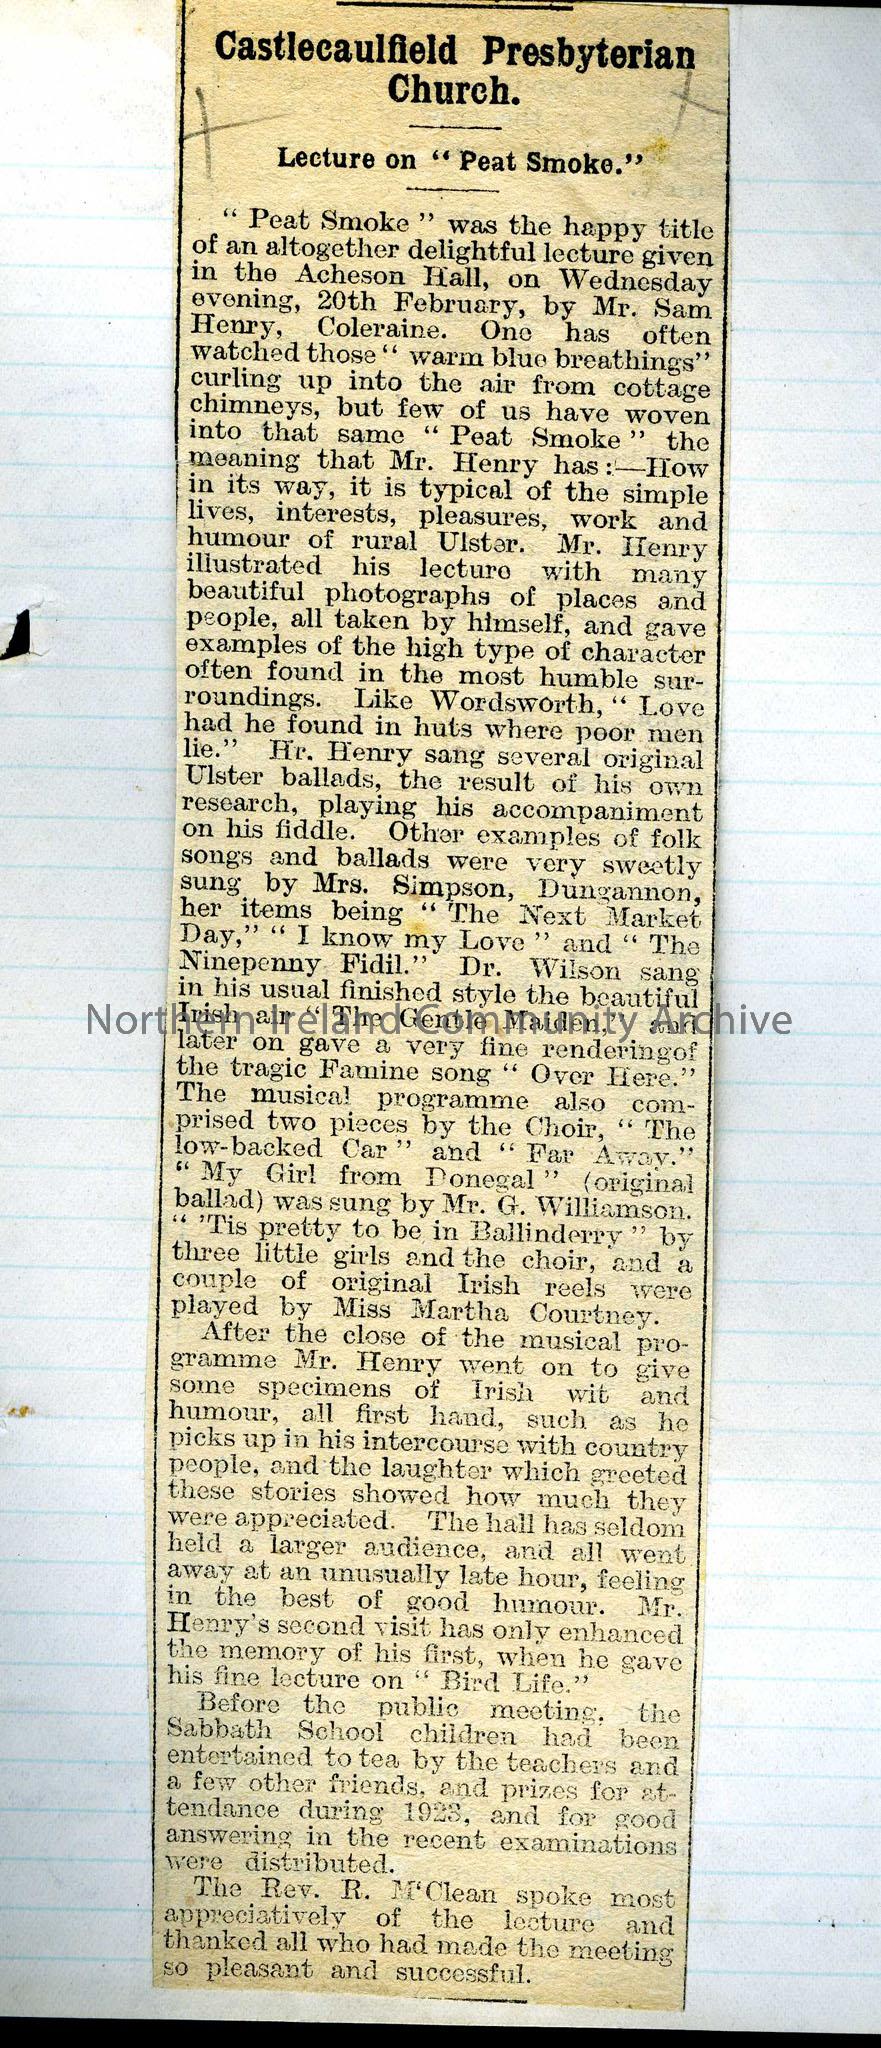 Castlecaulfield Presbyterian
Church.
Lecture on “ Peat Smoke.”
“ Peat Smoke ” was the happy title
of an altogether delightful lecture given
in the Acheson Hall, on Wednesday
evening, 20th February, by Mr. Sam
Henry, Coleraine. One has often
watched those “ warm blue breathings”
curling up into the air from cottage
chimneys, but few of us have woven
into that same “ Peat Smoke ” the
meaning that Mr. Henry has :—How
in its way, it is typical of the simple
lives, interests, pleasures, work and
humour of rural Ulster. Mr. Henry
illustrated his lecture with many
beautiful photographs of places and
people, all taken by himself, and gave
examples of the high type of character
often found in the most humble sur-
roundings. Like Wordsworth, “ Love
had he found in huts where poor men
lie.” Hr. Henry sang several original
Ulster ballads, the result of his own
research, playing his accompaniment
on his fiddle. Other examples of folk
songs and ballads were very sweetly
sung by Mrs. Simpson, Dungannon,
her items being “ The Next Market
Day,” “ I know my Love ” and “ The
Ninepenny Fidil.” Dr. Wilson sang
in his usual finished style the beautiful
Irish air “ The Gentle Maiden,” and
Northern Ireland Community Archive
later on gave a very fine renderingof
the tragic Famine song “ Over Here.”
The musical programme also com-
prised two pieces by the Choir, “ The
low-backed Car ” and “ Far Away.”
“ My Girl from Donegal ” (original
ballad) was sung by Mr. G. Williamson.
“ 'Tis pretty to be in Ballinderry ” by
three little girls and the choir, and a
couple of original Irish reels were
played by Miss Martha Courtney.
After the close of the musical pro-
gramme Mr. Henry went on to give
some specimens of Irish wit and
humour, all first hand, such as he
picks up in his intercourse with country
people, and the laughter which greeted
these stories showed how much they
were appreciated. The hall has seldom
held a larger audience, and all went
away at an unusually late hour, feeling
in the best of good humour. Mr.
Henry's second visit has only enhanced
the memory of his first, when he gave
his fine lecture on “ Bird Life.”
Before the public meeting, the
Sabbath School children had been
entertained to tea by the teachers and
a few other friends, and prizes for at-
tendance during 1923, and for good
answering in the recent examinations
were distributed.
The Rev. R. M‘Clean spoke most
appreciatively of the lecture and
thanked all who had made the meeting
so pleasant and successful.